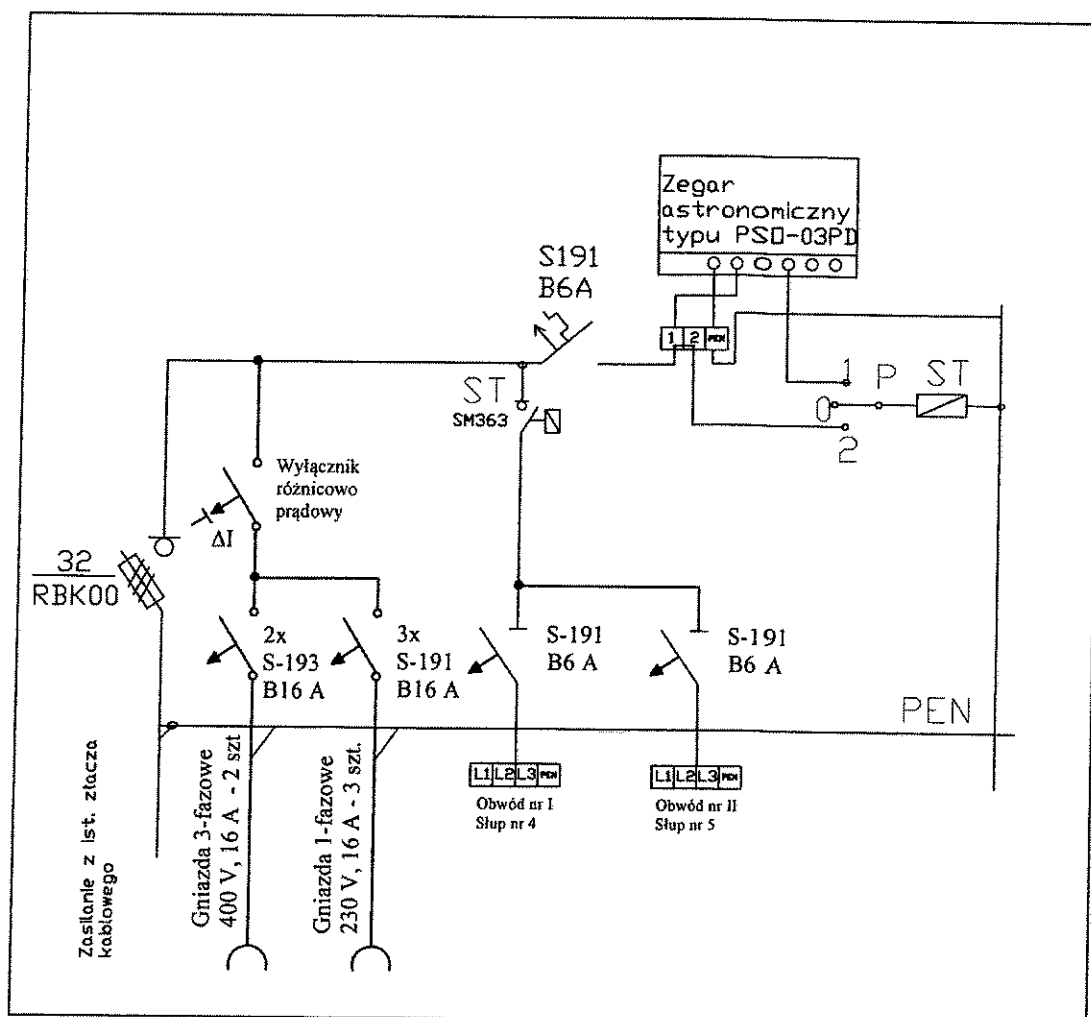 Zegar
astronomiczny
typu PSO-03PD
S191
B6A
1 2 PEN
ST
SM363
1
0
2
P
ST
Wyłącznik
różnicowo
prądowy
ΔI
32
RBK00
2x
S-193
B16 A
3x
S-191
B16 A
S-191
B6 A
S-191
B6 A
PEN
L1 L2 L3 PEN
Obwód nr I
Słup nr 4
L1 L2 L3 PEN
Obwód nr II
Słup nr 5
Zasilanie z ist. złącza
kablowego
Gniazda 3-fazowe
400 V, 16 A - 2 szt
Gniazda 1-fazowe
230 V, 16 A - 3 szt.